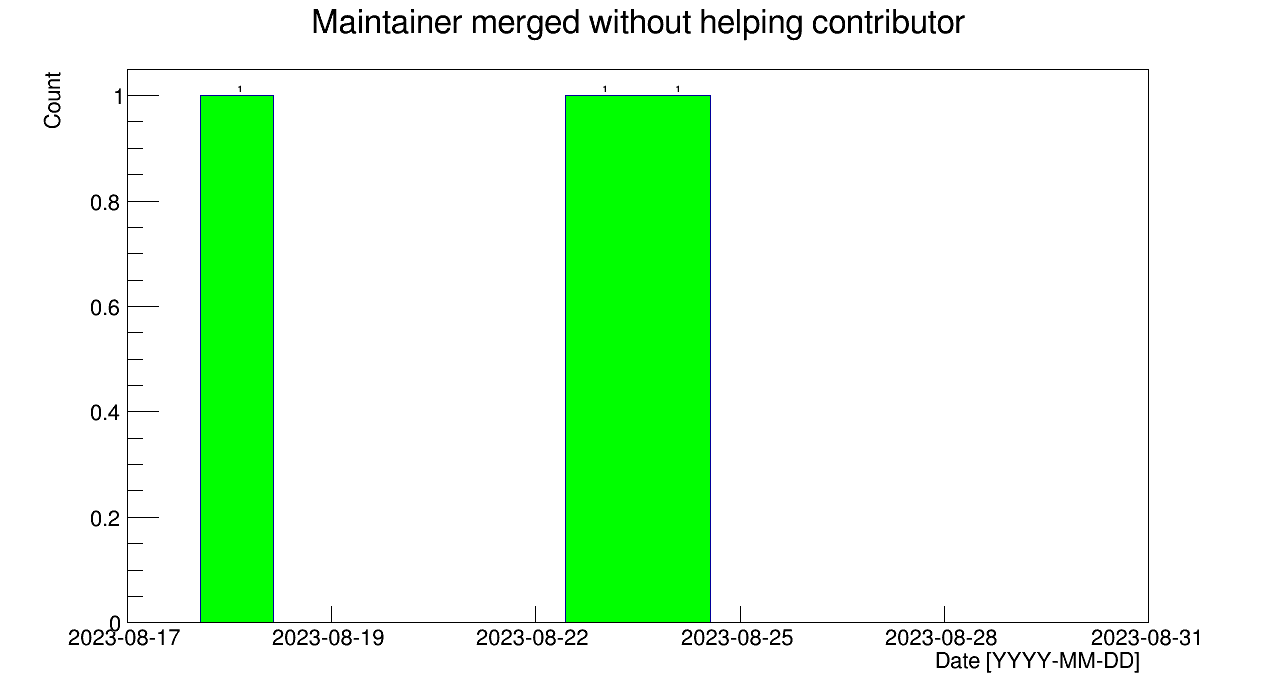 Maintainer merged without helping contributor
Count
1 1 1
1
0.8
0.6
0.4
0.2
0
2023-08-17 2023-08-19 2023-08-22 2023-08-25 2023-08-28 2023-08-31
Date [YYYY-MM-DD]